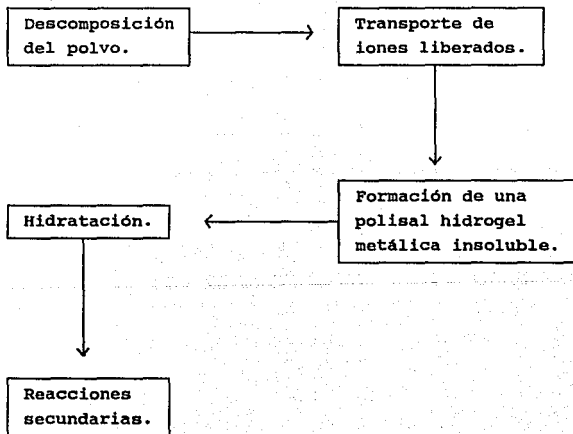 Descomposición
del polvo.
Transporte de
iones liberados.
Formación de una
polisal hidrogel
metálica insoluble.
Hidratación.
Reacciones
secundarias.